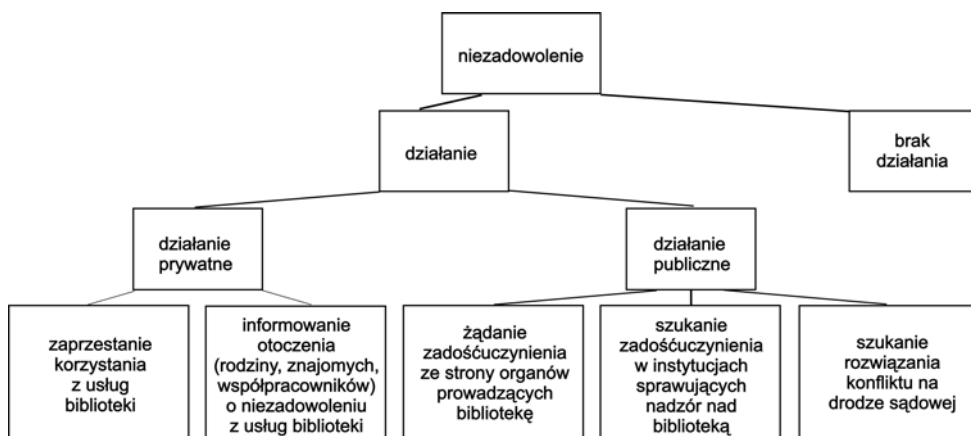 niezadowolenie
działanie
brak
działania
działanie
prywatne
działanie
publiczne
zaprzestanie
korzystania
z usług
biblioteki
informowanie
otoczenia
(rodziny, znajomych,
współpracowników)
o niezadowoleniu
z usług biblioteki
żądanie
zadośćuczynienia
ze strony organów
prowadzących
bibliotekę
szukanie
zadośćuczynienia
w instytucjach
sprawujących
nadzór nad
biblioteką
szukanie
rozwiązania
konfliktu na
drodze sądowej